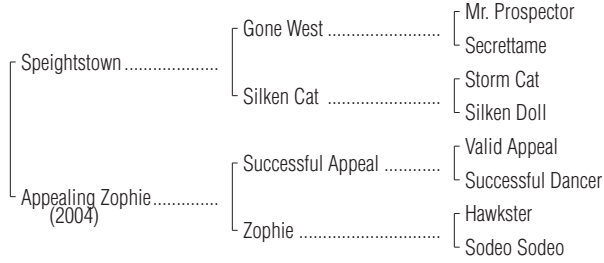 Mr. Prospector
Gone West ......................
Secrettame
Speightstown ....................
Storm Cat
Silken Cat ......................
Silken Doll
Valid Appeal
Successful Appeal ............
Successful Dancer
Appealing Zophie..............
(2004)
Hawkster
Zophie ............................
Sodeo Sodeo